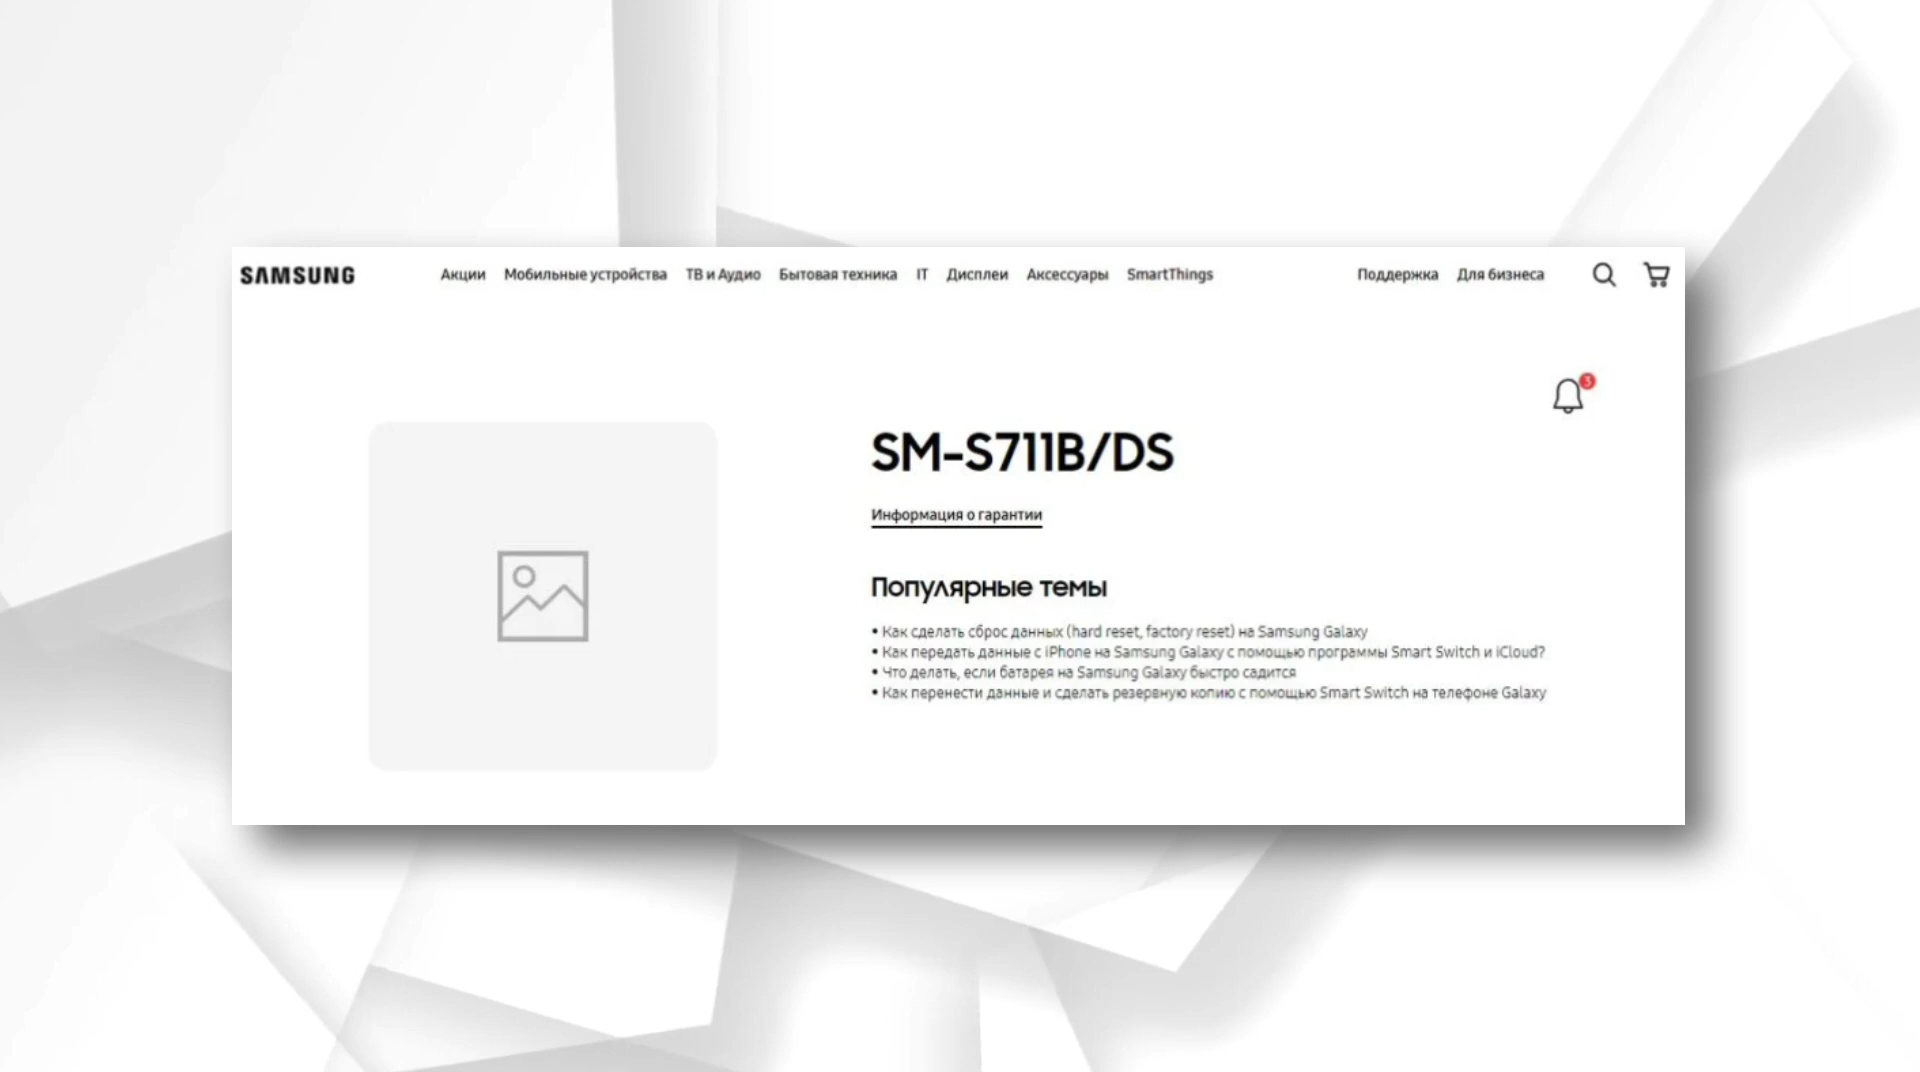 SAMSUNG Акции Мобильные устройства ТВ и Аудио Бытовая техника IT Дисплеи Аксессуары SmartThings Поддержка Для бизнеса
3
SM-S711B/DS
Информация о гарантии
Популярные темы
• Как сделать сброс данных (hard reset, factory reset) на Samsung Galaxy
• Как передать данные с iPhone на Samsung Galaxy с помощью программы Smart Switch и iCloud?
• Что делать, если батарея на Samsung Galaxy быстро садится
• Как перенести данные и сделать резервную копию с помощью Smart Switch на телефоне Galaxy